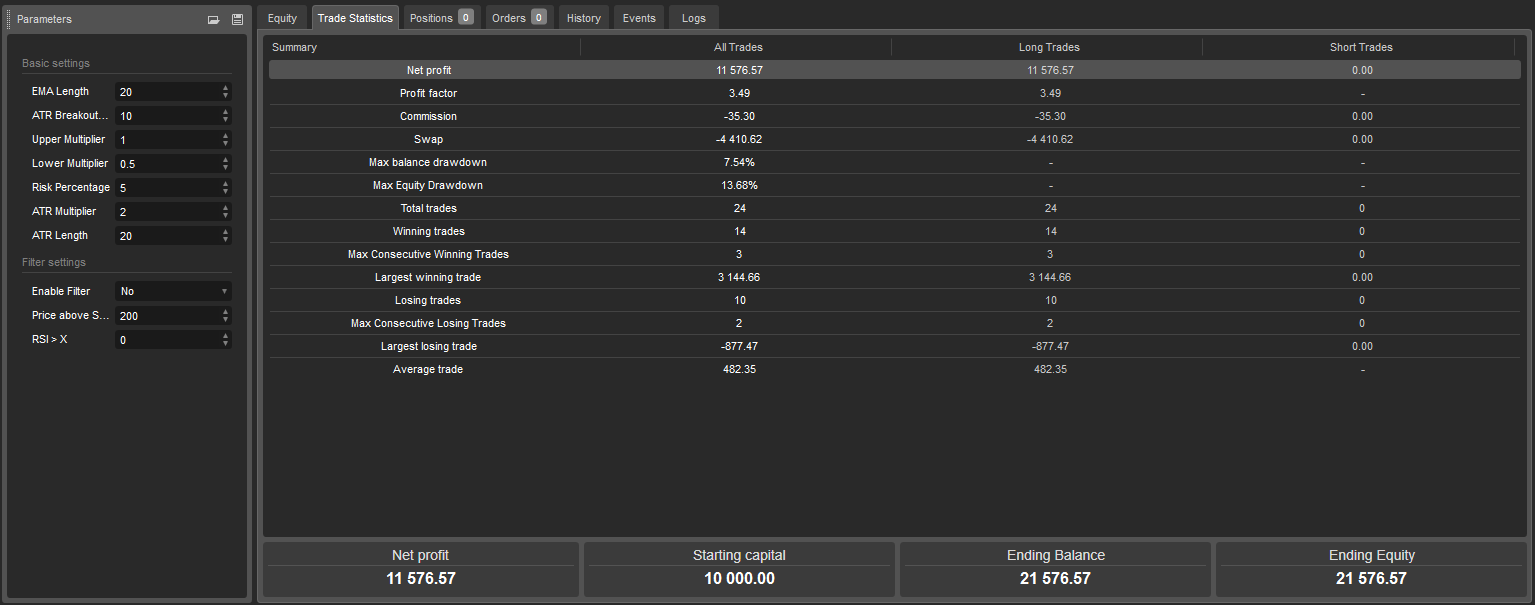 Parameters
Basic settings
EMA Length 20
ATR Breakout... 10
Upper Multiplier 1
Lower Multiplier 0.5
Risk Percentage 5
ATR Multiplier 2
ATR Length 20
Filter settings
Enable Filter No
Price above S... 200
RSI > X 0
Equity Trade Statistics Positions 0 Orders 0 History Events Logs
Summary All Trades Long Trades Short Trades
Net profit 11 576.57 11 576.57 0.00
Profit factor 3.49 3.49 -
Commission -35.30 -35.30 0.00
Swap -4 410.62 -4 410.62 0.00
Max balance drawdown 7.54% - -
Max Equity Drawdown 13.68% - -
Total trades 24 24 0
Winning trades 14 14 0
Max Consecutive Winning Trades 3 3 0
Largest winning trade 3 144.66 3 144.66 0.00
Losing trades 10 10 0
Max Consecutive Losing Trades 2 2 0
Largest losing trade -877.47 -877.47 0.00
Average trade 482.35 482.35 -
Net profit Starting capital Ending Balance Ending Equity
11 576.57 10 000.00 21 576.57 21 576.57